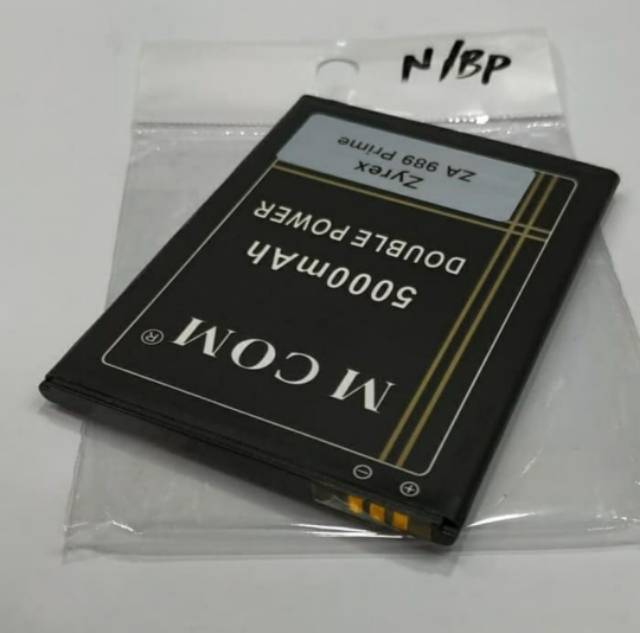 N/BP
M COM ®
5000mAh
DOUBLE POWER
Zyrex
ZA 989 Prime